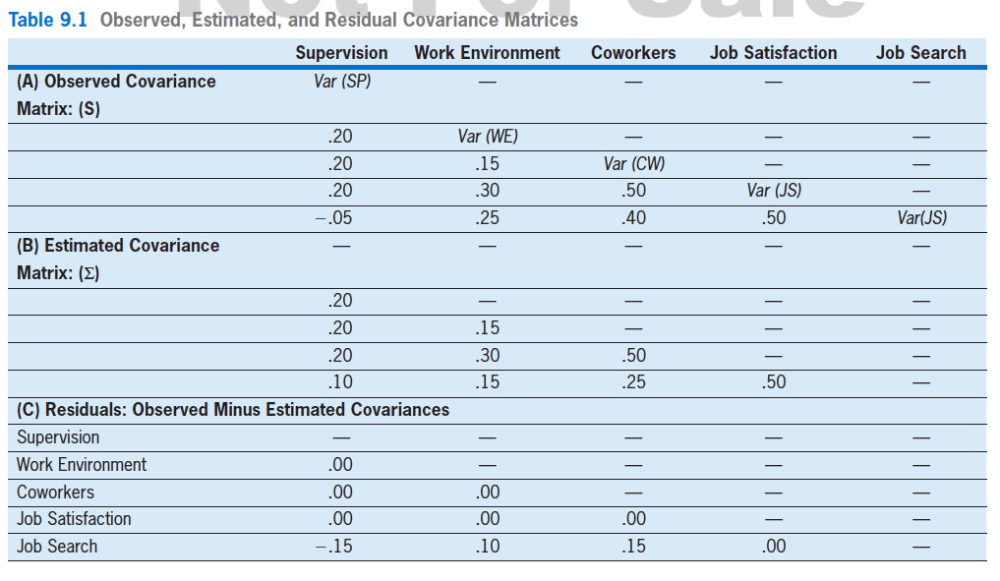 Not For Sale
Table 9.1 Observed, Estimated, and Residual Covariance Matrices
Supervision Work Environment Coworkers Job Satisfaction Job Search
(A) Observed Covariance Var (SP) — — — —
Matrix: (S)
.20 Var (WE) — — —
.20 .15 Var (CW) — —
.20 .30 .50 Var (JS) —
–.05 .25 .40 .50 Var(JS)
(B) Estimated Covariance — — — — —
Matrix: (Σ)
.20 — — — —
.20 .15 — — —
.20 .30 .50 — —
.10 .15 .25 .50 —
(C) Residuals: Observed Minus Estimated Covariances
Supervision — — — — —
Work Environment .00 — — — —
Coworkers .00 .00 — — —
Job Satisfaction .00 .00 .00 — —
Job Search –.15 .10 .15 .00 —